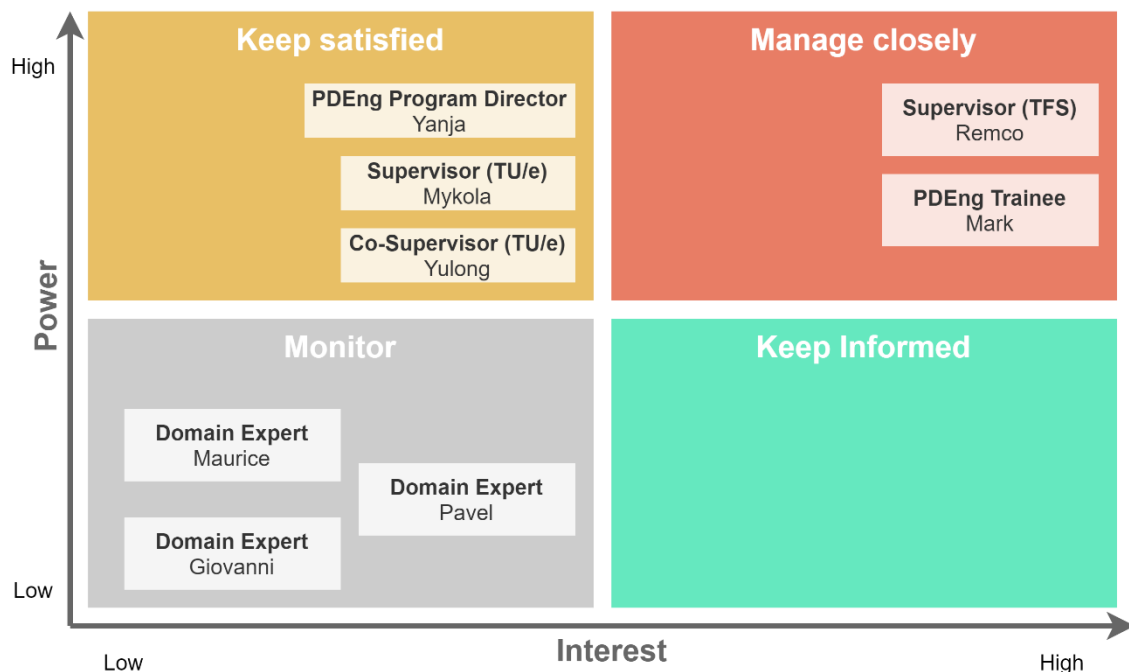 Keep satisfied
Manage closely
High
PDEng Program Director
Yanja
Supervisor (TFS)
Remco
Supervisor (TU/e)
Mykola
PDEng Trainee
Mark
Co-Supervisor (TU/e)
Yulong
Power
Monitor
Keep Informed
Domain Expert
Maurice
Domain Expert
Pavel
Domain Expert
Giovanni
Low
Low
Interest
High